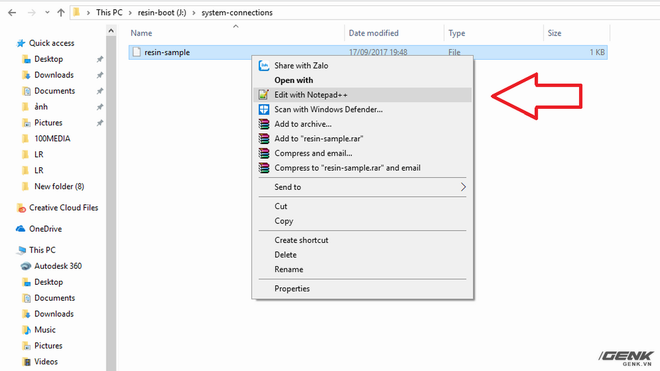 This PC > resin-boot (J:) > system-connections
Name Date modified Type Size
Quick access
Desktop
Downloads
Documents
ảnh
Pictures
100MEDIA
LR
LR
New folder (8)
Creative Cloud Files
OneDrive
This PC
Autodesk 360
Desktop
Documents
Downloads
Music
Pictures
Videos
resin-sample 17/09/2017 19:48 File 1 KB
Share with Zalo
Open with
Edit with Notepad++
Scan with Windows Defender...
Add to archive...
Add to "resin-sample.rar"
Compress and email...
Compress to "resin-sample.rar" and email
Send to
Cut
Copy
Create shortcut
Delete
Rename
Properties
GENK
GENK.VN